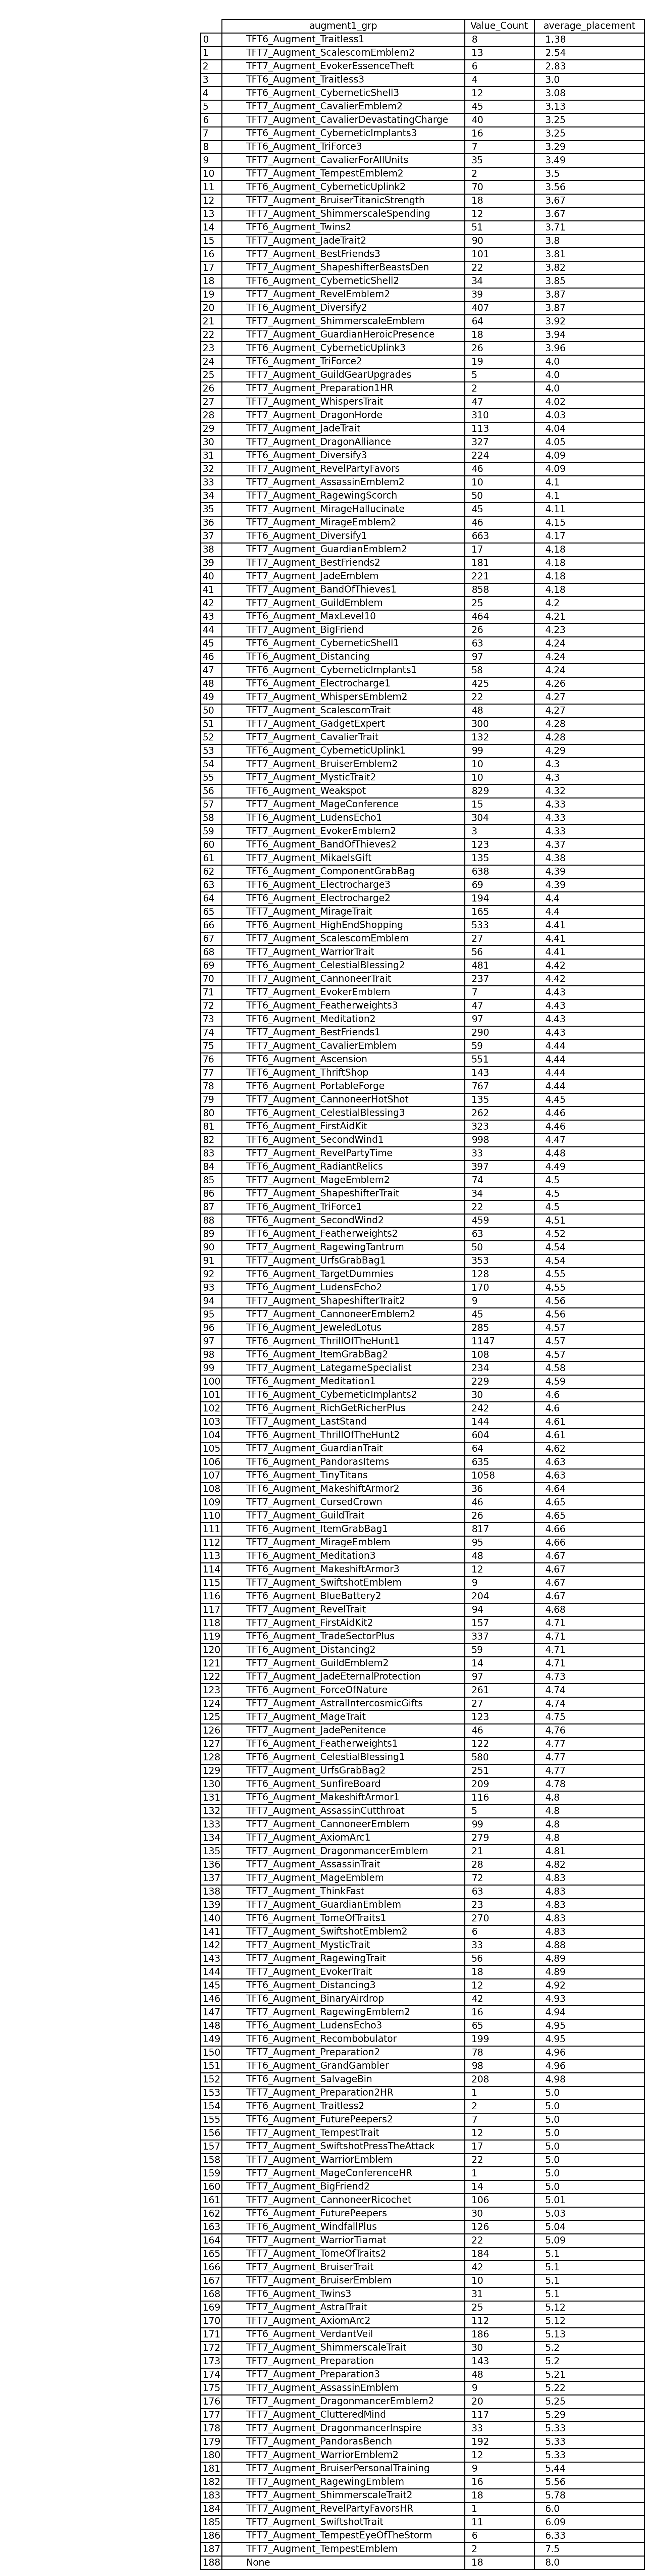 augment1_grp Value_Count average_placement
0 TFT6_Augment_Traitless1 8 1.38
1 TFT7_Augment_ScalescornEmblem2 13 2.54
2 TFT7_Augment_EvokerEssenceTheft 6 2.83
3 TFT6_Augment_Traitless3 4 3.0
4 TFT6_Augment_CyberneticShell3 12 3.08
5 TFT7_Augment_CavalierEmblem2 45 3.13
6 TFT7_Augment_CavalierDevastatingCharge 40 3.25
7 TFT6_Augment_CyberneticImplants3 16 3.25
8 TFT6_Augment_TriForce3 7 3.29
9 TFT7_Augment_CavalierForAllUnits 35 3.49
10 TFT7_Augment_TempestEmblem2 2 3.5
11 TFT6_Augment_CyberneticUplink2 70 3.56
12 TFT7_Augment_BruiserTitanicStrength 18 3.67
13 TFT7_Augment_ShimmerscaleSpending 12 3.67
14 TFT6_Augment_Twins2 51 3.71
15 TFT7_Augment_JadeTrait2 90 3.8
16 TFT7_Augment_BestFriends3 101 3.81
17 TFT7_Augment_ShapeshifterBeastsDen 22 3.82
18 TFT6_Augment_CyberneticShell2 34 3.85
19 TFT7_Augment_RevelEmblem2 39 3.87
20 TFT6_Augment_Diversify2 407 3.87
21 TFT7_Augment_ShimmerscaleEmblem 64 3.92
22 TFT7_Augment_GuardianHeroicPresence 18 3.94
23 TFT6_Augment_CyberneticUplink3 26 3.96
24 TFT6_Augment_TriForce2 19 4.0
25 TFT7_Augment_GuildGearUpgrades 5 4.0
26 TFT7_Augment_Preparation1HR 2 4.0
27 TFT7_Augment_WhispersTrait 47 4.02
28 TFT7_Augment_DragonHorde 310 4.03
29 TFT7_Augment_JadeTrait 113 4.04
30 TFT7_Augment_DragonAlliance 327 4.05
31 TFT6_Augment_Diversify3 224 4.09
32 TFT7_Augment_RevelPartyFavors 46 4.09
33 TFT7_Augment_AssassinEmblem2 10 4.1
34 TFT7_Augment_RagewingScorch 50 4.1
35 TFT7_Augment_MirageHallucinate 45 4.11
36 TFT7_Augment_MirageEmblem2 46 4.15
37 TFT6_Augment_Diversify1 663 4.17
38 TFT7_Augment_GuardianEmblem2 17 4.18
39 TFT7_Augment_BestFriends2 181 4.18
40 TFT7_Augment_JadeEmblem 221 4.18
41 TFT7_Augment_BandOfThieves1 858 4.18
42 TFT7_Augment_GuildEmblem 25 4.2
43 TFT6_Augment_MaxLevel10 464 4.21
44 TFT7_Augment_BigFriend 26 4.23
45 TFT6_Augment_CyberneticShell1 63 4.24
46 TFT6_Augment_Distancing 97 4.24
47 TFT6_Augment_CyberneticImplants1 58 4.24
48 TFT6_Augment_Electrocharge1 425 4.26
49 TFT7_Augment_WhispersEmblem2 22 4.27
50 TFT7_Augment_ScalescornTrait 48 4.27
51 TFT7_Augment_GadgetExpert 300 4.28
52 TFT7_Augment_CavalierTrait 132 4.28
53 TFT6_Augment_CyberneticUplink1 99 4.29
54 TFT7_Augment_BruiserEmblem2 10 4.3
55 TFT7_Augment_MysticTrait2 10 4.3
56 TFT6_Augment_Weakspot 829 4.32
57 TFT7_Augment_MageConference 15 4.33
58 TFT6_Augment_LudensEcho1 304 4.33
59 TFT7_Augment_EvokerEmblem2 3 4.33
60 TFT7_Augment_BandOfThieves2 123 4.37
61 TFT7_Augment_MikaelsGift 135 4.38
62 TFT6_Augment_ComponentGrabBag 638 4.39
63 TFT6_Augment_Electrocharge3 69 4.39
64 TFT6_Augment_Electrocharge2 194 4.4
65 TFT7_Augment_MirageTrait 165 4.4
66 TFT6_Augment_HighEndShopping 533 4.41
67 TFT7_Augment_ScalescornEmblem 27 4.41
68 TFT7_Augment_WarriorTrait 56 4.41
69 TFT6_Augment_CelestialBlessing2 481 4.42
70 TFT7_Augment_CannoneerTrait 237 4.42
71 TFT7_Augment_EvokerEmblem 7 4.43
72 TFT6_Augment_Featherweights3 47 4.43
73 TFT6_Augment_Meditation2 97 4.43
74 TFT7_Augment_BestFriends1 290 4.43
75 TFT7_Augment_CavalierEmblem 59 4.44
76 TFT6_Augment_Ascension 551 4.44
77 TFT6_Augment_ThriftShop 143 4.44
78 TFT6_Augment_PortableForge 767 4.44
79 TFT7_Augment_CannoneerHotShot 135 4.45
80 TFT6_Augment_CelestialBlessing3 262 4.46
81 TFT6_Augment_FirstAidKit 323 4.46
82 TFT6_Augment_SecondWind1 998 4.47
83 TFT7_Augment_RevelPartyTime 33 4.48
84 TFT6_Augment_RadiantRelics 397 4.49
85 TFT7_Augment_MageEmblem2 74 4.5
86 TFT7_Augment_ShapeshifterTrait 34 4.5
87 TFT6_Augment_TriForce1 22 4.5
88 TFT6_Augment_SecondWind2 459 4.51
89 TFT6_Augment_Featherweights2 63 4.52
90 TFT7_Augment_RagewingTantrum 50 4.54
91 TFT7_Augment_UrfsGrabBag1 353 4.54
92 TFT6_Augment_TargetDummies 128 4.55
93 TFT6_Augment_LudensEcho2 170 4.55
94 TFT7_Augment_ShapeshifterTrait2 9 4.56
95 TFT7_Augment_CannoneerEmblem2 45 4.56
96 TFT6_Augment_JeweledLotus 285 4.57
97 TFT6_Augment_ThrillOfTheHunt1 1147 4.57
98 TFT6_Augment_ItemGrabBag2 108 4.57
99 TFT7_Augment_LategameSpecialist 234 4.58
100 TFT6_Augment_Meditation1 229 4.59
101 TFT6_Augment_CyberneticImplants2 30 4.6
102 TFT6_Augment_RichGetRicherPlus 242 4.6
103 TFT7_Augment_LastStand 144 4.61
104 TFT6_Augment_ThrillOfTheHunt2 604 4.61
105 TFT7_Augment_GuardianTrait 64 4.62
106 TFT6_Augment_PandorasItems 635 4.63
107 TFT6_Augment_TinyTitans 1058 4.63
108 TFT6_Augment_MakeshiftArmor2 36 4.64
109 TFT7_Augment_CursedCrown 46 4.65
110 TFT7_Augment_GuildTrait 26 4.65
111 TFT6_Augment_ItemGrabBag1 817 4.66
112 TFT7_Augment_MirageEmblem 95 4.66
113 TFT6_Augment_Meditation3 48 4.67
114 TFT6_Augment_MakeshiftArmor3 12 4.67
115 TFT7_Augment_SwiftshotEmblem 9 4.67
116 TFT6_Augment_BlueBattery2 204 4.67
117 TFT7_Augment_RevelTrait 94 4.68
118 TFT7_Augment_FirstAidKit2 157 4.71
119 TFT6_Augment_TradeSectorPlus 337 4.71
120 TFT6_Augment_Distancing2 59 4.71
121 TFT7_Augment_GuildEmblem2 14 4.71
122 TFT7_Augment_JadeEternalProtection 97 4.73
123 TFT6_Augment_ForceOfNature 261 4.74
124 TFT7_Augment_AstralIntercosmicGifts 27 4.74
125 TFT7_Augment_MageTrait 123 4.75
126 TFT7_Augment_JadePenitence 46 4.76
127 TFT6_Augment_Featherweights1 122 4.77
128 TFT6_Augment_CelestialBlessing1 580 4.77
129 TFT7_Augment_UrfsGrabBag2 251 4.77
130 TFT6_Augment_SunfireBoard 209 4.78
131 TFT6_Augment_MakeshiftArmor1 116 4.8
132 TFT7_Augment_AssassinCutthroat 5 4.8
133 TFT7_Augment_CannoneerEmblem 99 4.8
134 TFT7_Augment_AxiomArc1 279 4.8
135 TFT7_Augment_DragonmancerEmblem 21 4.81
136 TFT7_Augment_AssassinTrait 28 4.82
137 TFT7_Augment_MageEmblem 72 4.83
138 TFT7_Augment_ThinkFast 63 4.83
139 TFT7_Augment_GuardianEmblem 23 4.83
140 TFT6_Augment_TomeOfTraits1 270 4.83
141 TFT7_Augment_SwiftshotEmblem2 6 4.83
142 TFT7_Augment_MysticTrait 33 4.88
143 TFT7_Augment_RagewingTrait 56 4.89
144 TFT7_Augment_EvokerTrait 18 4.89
145 TFT6_Augment_Distancing3 12 4.92
146 TFT6_Augment_BinaryAirdrop 42 4.93
147 TFT7_Augment_RagewingEmblem2 16 4.94
148 TFT6_Augment_LudensEcho3 65 4.95
149 TFT6_Augment_Recombobulator 199 4.95
150 TFT7_Augment_Preparation2 78 4.96
151 TFT6_Augment_GrandGambler 98 4.96
152 TFT6_Augment_SalvageBin 208 4.98
153 TFT7_Augment_Preparation2HR 1 5.0
154 TFT6_Augment_Traitless2 2 5.0
155 TFT6_Augment_FuturePeepers2 7 5.0
156 TFT7_Augment_TempestTrait 12 5.0
157 TFT7_Augment_SwiftshotPressTheAttack 17 5.0
158 TFT7_Augment_WarriorEmblem 22 5.0
159 TFT7_Augment_MageConferenceHR 1 5.0
160 TFT7_Augment_BigFriend2 14 5.0
161 TFT7_Augment_CannoneerRicochet 106 5.01
162 TFT6_Augment_FuturePeepers 30 5.03
163 TFT6_Augment_WindfallPlus 126 5.04
164 TFT7_Augment_WarriorTiamat 22 5.09
165 TFT7_Augment_TomeOfTraits2 184 5.1
166 TFT7_Augment_BruiserTrait 42 5.1
167 TFT7_Augment_BruiserEmblem 10 5.1
168 TFT6_Augment_Twins3 31 5.1
169 TFT7_Augment_AstralTrait 25 5.12
170 TFT7_Augment_AxiomArc2 112 5.12
171 TFT6_Augment_VerdantVeil 186 5.13
172 TFT7_Augment_ShimmerscaleTrait 30 5.2
173 TFT7_Augment_Preparation 143 5.2
174 TFT7_Augment_Preparation3 48 5.21
175 TFT7_Augment_AssassinEmblem 9 5.22
176 TFT7_Augment_DragonmancerEmblem2 20 5.25
177 TFT7_Augment_ClutteredMind 117 5.29
178 TFT7_Augment_DragonmancerInspire 33 5.33
179 TFT6_Augment_PandorasBench 192 5.33
180 TFT7_Augment_WarriorEmblem2 12 5.33
181 TFT7_Augment_BruiserPersonalTraining 9 5.44
182 TFT7_Augment_RagewingEmblem 16 5.56
183 TFT7_Augment_ShimmerscaleTrait2 18 5.78
184 TFT7_Augment_RevelPartyFavorsHR 1 6.0
185 TFT7_Augment_SwiftshotTrait 11 6.09
186 TFT7_Augment_TempestEyeOfTheStorm 6 6.33
187 TFT7_Augment_TempestEmblem 2 7.5
188 None 18 8.0